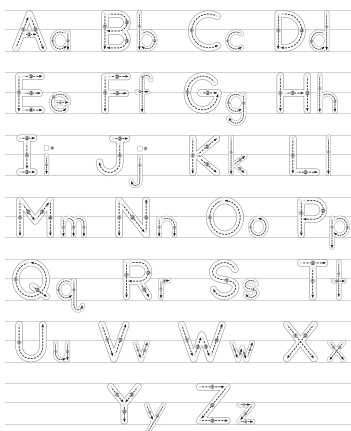 Aa Bb Cc Dd
Ee Ff Gg Hh
Ii Jj Kk Ll
Mm Nn Oo Pp
Qq Rr Ss Tt
Uu Vv Ww Xx
Yy Zz